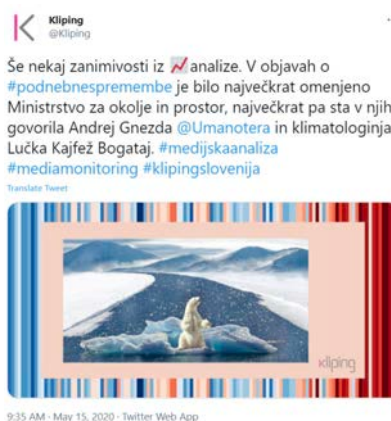 Kliping
@Kliping
Še nekaj zanimivosti iz 📈 analize. V objavah o
#podnebnespremembe je bilo največkrat omenjeno
Ministrstvo za okolje in prostor, največkrat pa sta v njih
govorila Andrej Gnezda @Umanotera in klimatologinja
Lučka Kajfež Bogataj. #medijskaanaliza
#mediamonitoring #klipingslovenija
Translate Tweet
kliping
9:35 AM · May 15, 2020 · Twitter Web App